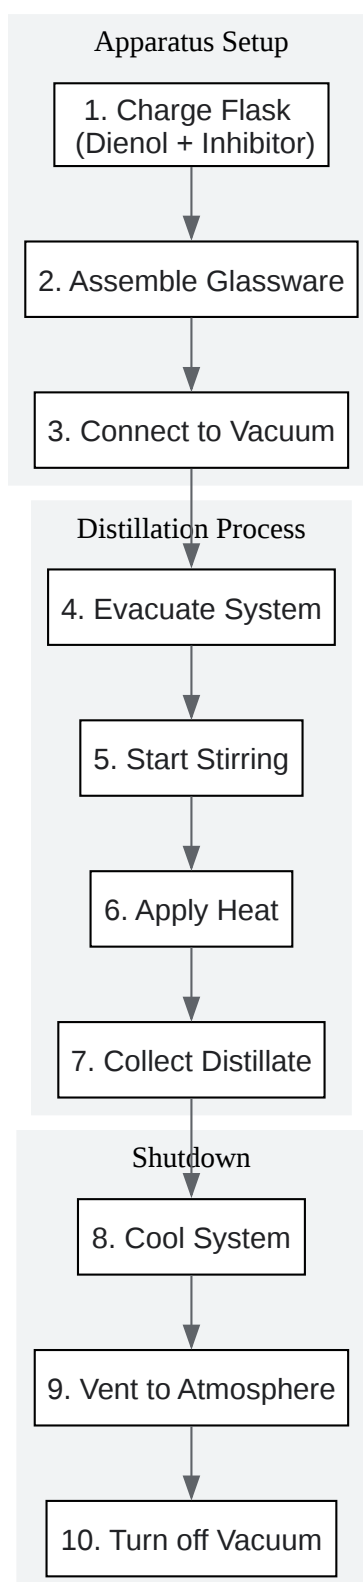 Apparatus Setup
1. Charge Flask
(Dienol + Inhibitor)
2. Assemble Glassware
3. Connect to Vacuum
Distillation Process
4. Evacuate System
5. Start Stirring
6. Apply Heat
7. Collect Distillate
Shutdown
8. Cool System
9. Vent to Atmosphere
10. Turn off Vacuum